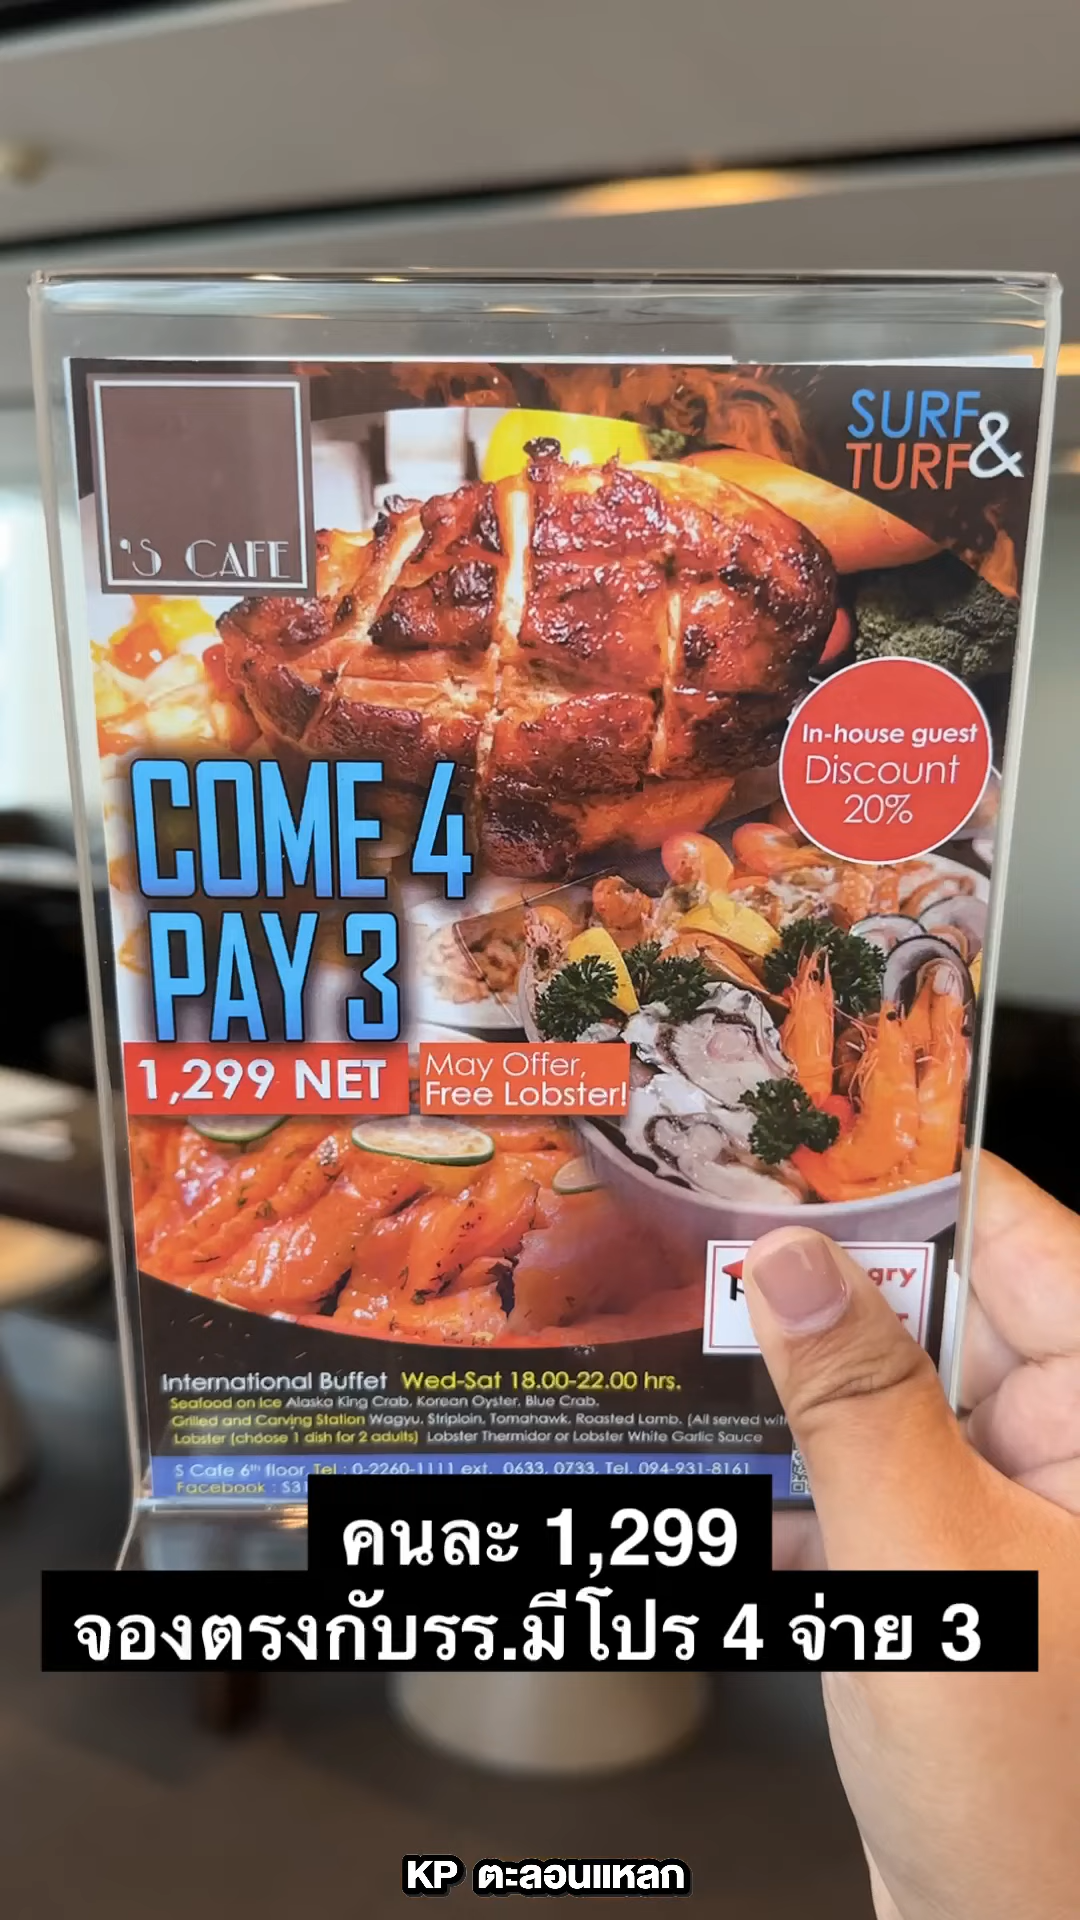 'S CAFE
SURF
& TURF
In-house guest
Discount
20%
COME 4
PAY 3
1,299 NET
May Offer,
Free Lobster!
International Buffet Wed-Sat 18.00-22.00 hrs.
Seafood on Ice Alaska King Crab, Korean Oyster, Blue Crab.
Grilled and Carving Station Wagyu, Striploin, Tomahawk, Roasted Lamb. (All served with
Lobster (choose 1 dish for 2 adults) Lobster Thermidor or Lobster White Garlic Sauce
S Cafe 6th floor Tel : 0-2260-1111 ext. 0633, 0733, Tel. 094-931-8161
Facebook : S31
คนละ 1,299
จองตรงกับรร.มีโปร 4 จ่าย 3
KP ตะลอนแหลก